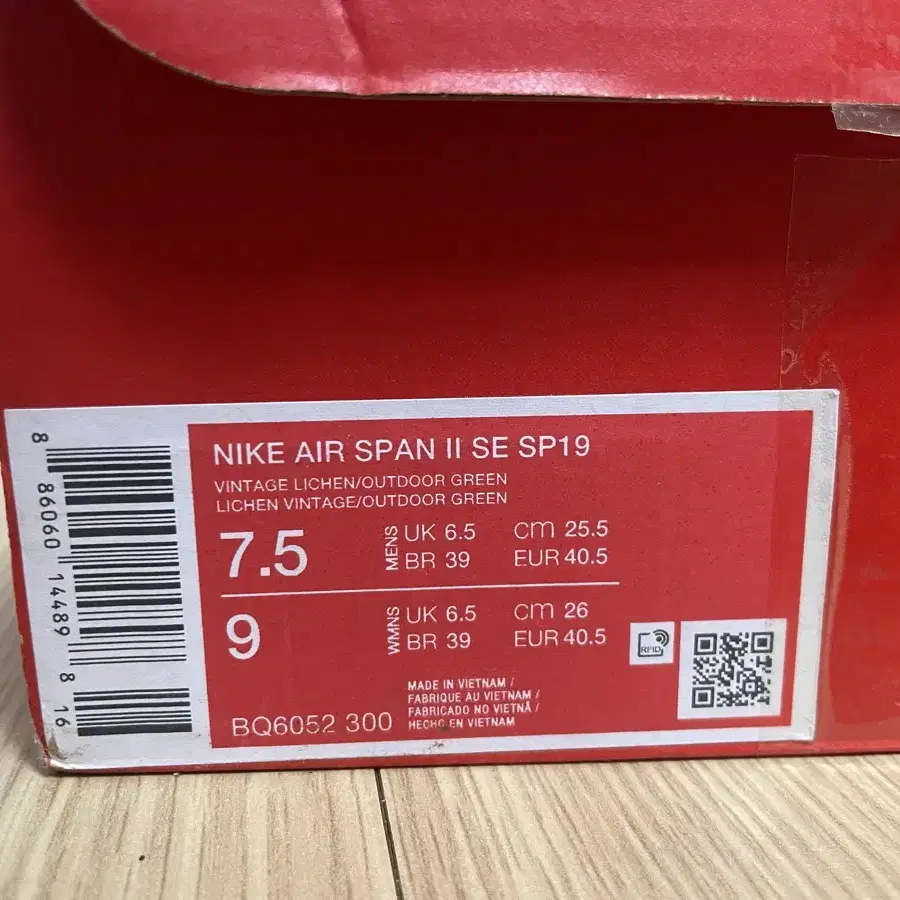 NIKE AIR SPAN II SE SP19
VINTAGE LICHEN/OUTDOOR GREEN
LICHEN VINTAGE/OUTDOOR GREEN
7.5 MENS UK 6.5 cm 25.5
BR 39 EUR 40.5
9 WMNS UK 6.5 cm 26
BR 39 EUR 40.5
RFID
MADE IN VIETNAM /
FABRIQUE AU VIETNAM /
FABRICADO NO VIETNÃ /
HECHO EN VIETNAM
BQ6052 300
8 86060 14489 8 16